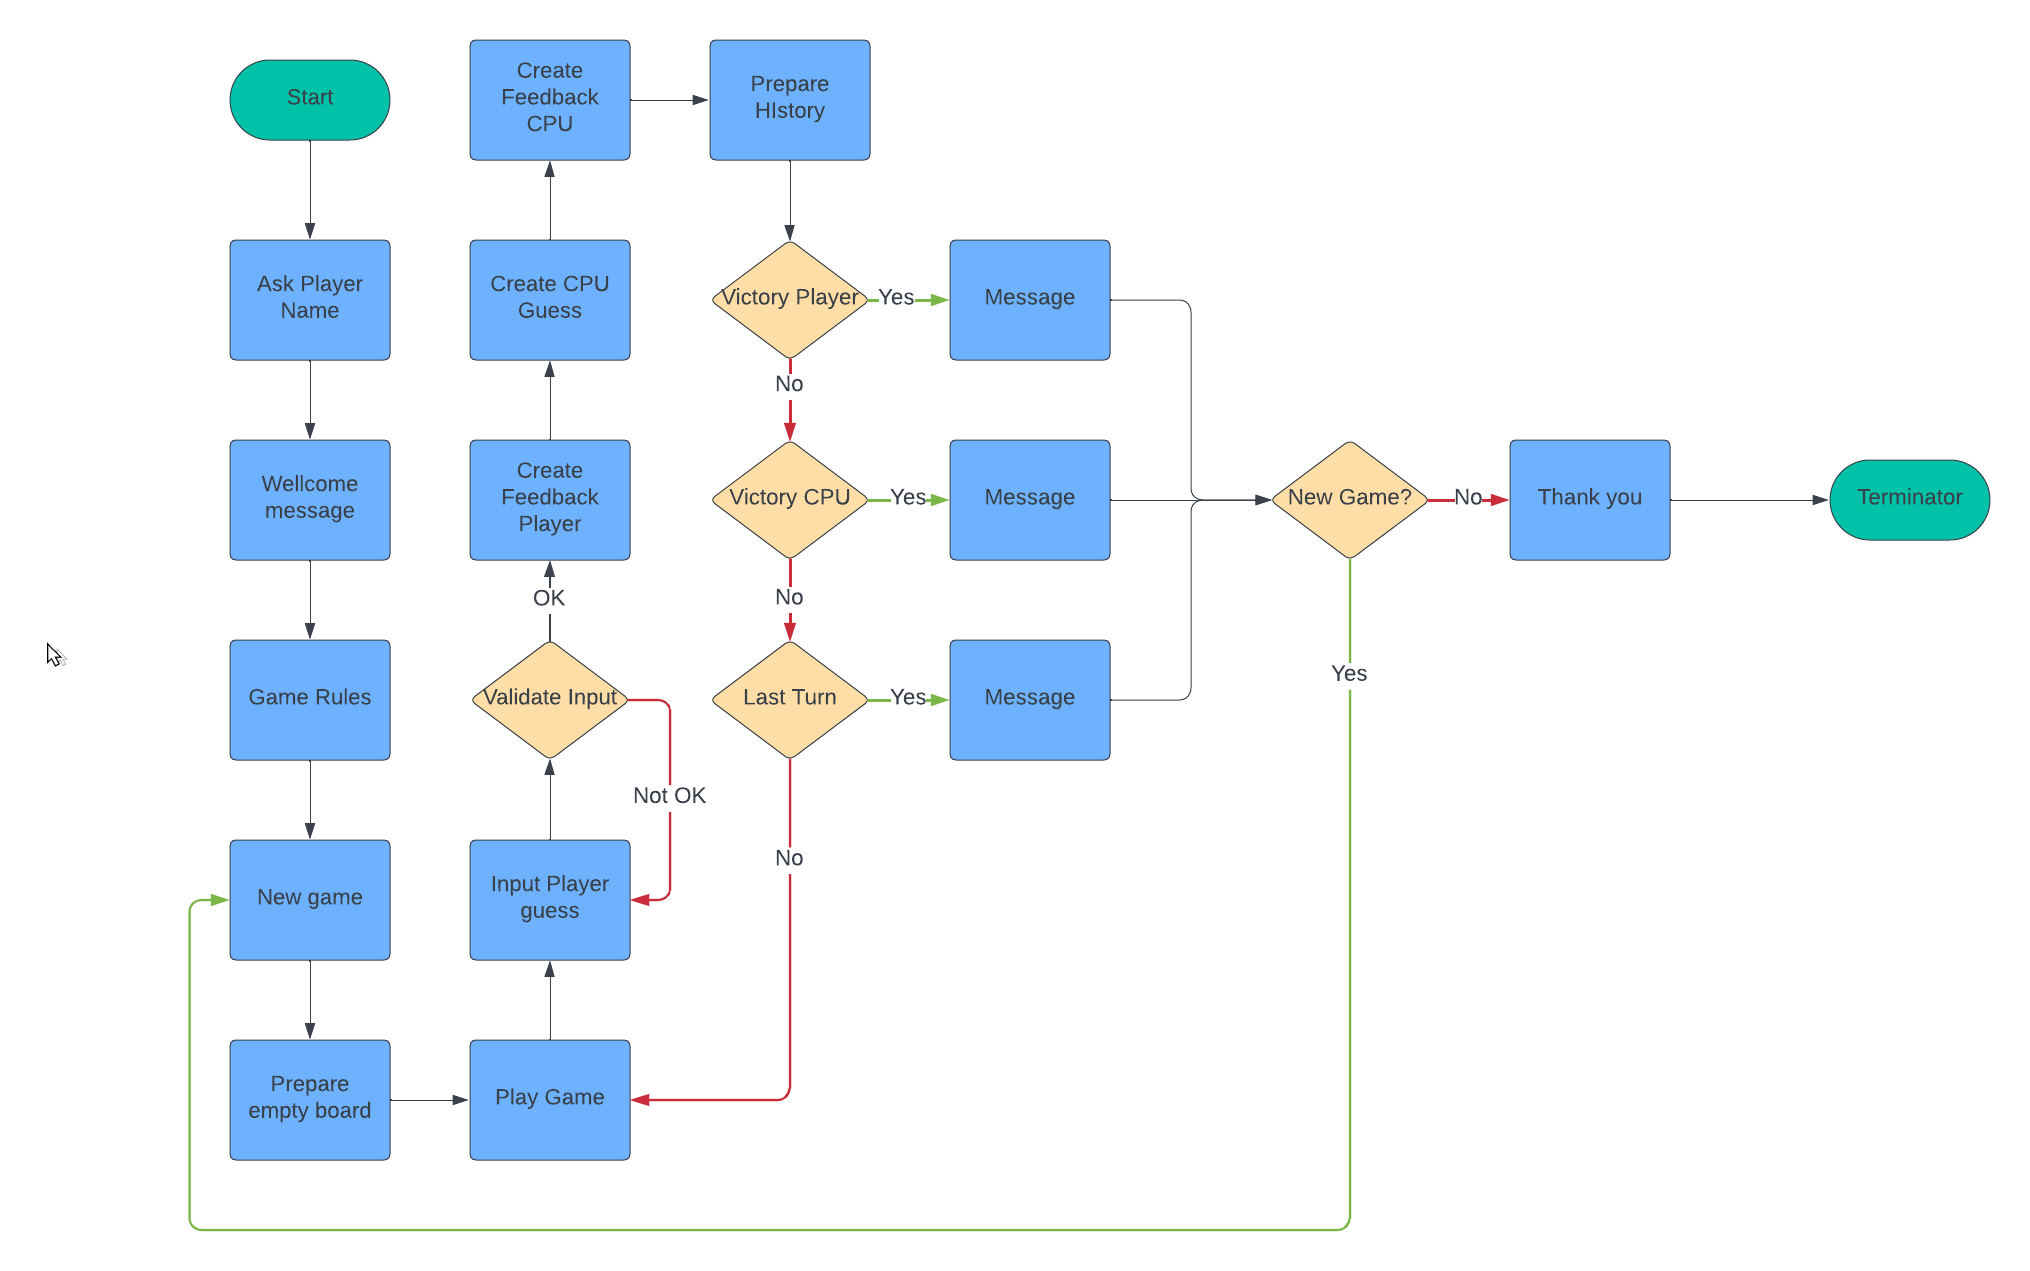 Start
Ask Player
Name
Wellcome
message
Game Rules
New game
Prepare
empty board
Play Game
Input Player
guess
Validate Input
Not OK
OK
Create
Feedback
Player
Create CPU
Guess
Create
Feedback
CPU
Prepare
HIstory
Victory Player
Yes
Message
No
Victory CPU
Yes
Message
No
Last Turn
Yes
Message
No
New Game?
Yes
No
Thank you
Terminator